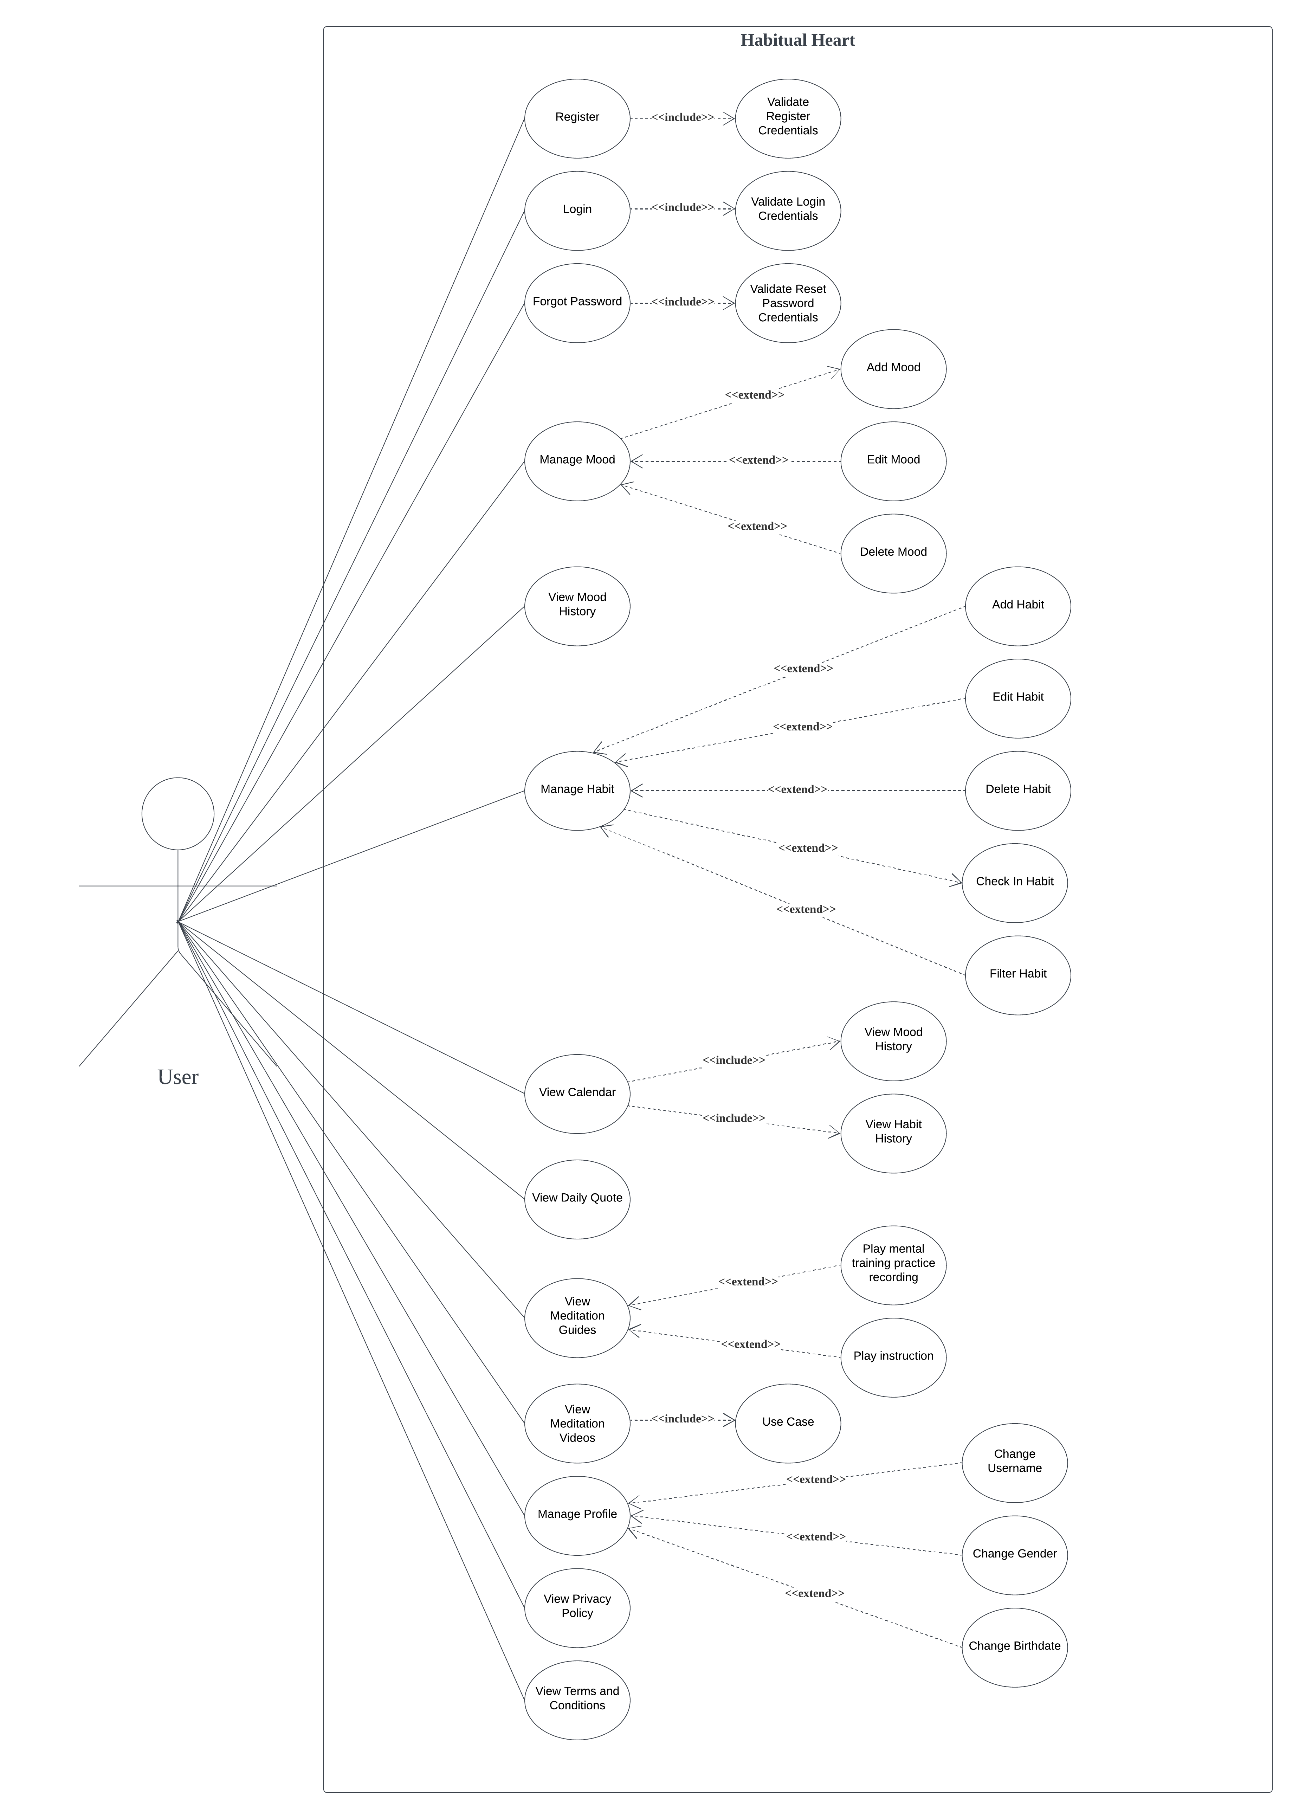 Habitual Heart
Register
<<include>>
Validate
Register
Credentials
Login
<<include>>
Validate Login
Credentials
Forgot Password
<<include>>
Validate Reset
Password
Credentials
Add Mood
<<extend>>
Manage Mood
<<extend>>
Edit Mood
<<extend>>
Delete Mood
View Mood
History
Add Habit
<<extend>>
Edit Habit
<<extend>>
Manage Habit
<<extend>>
Delete Habit
<<extend>>
Check In Habit
<<extend>>
Filter Habit
User
View Mood
History
<<include>>
View Calendar
<<include>>
View Habit
History
View Daily Quote
Play mental
training practice
recording
<<extend>>
View
Meditation
Guides
<<extend>>
Play instruction
View
Meditation
Videos
<<include>>
Use Case
Change
Username
<<extend>>
Manage Profile
<<extend>>
Change Gender
<<extend>>
Change Birthdate
View Privacy
Policy
View Terms and
Conditions